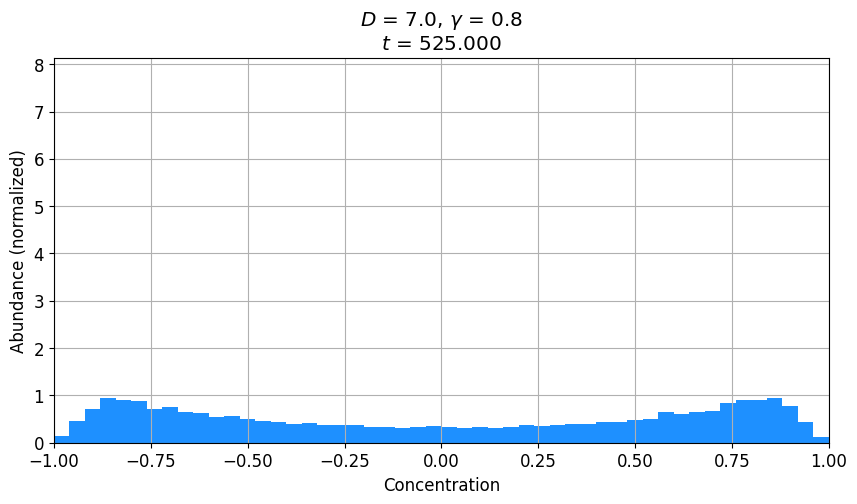 D = 7.0, γ = 0.8
t = 525.000
Abundance (normalized)
8
7
6
5
4
3
2
1
0
−1.00 −0.75 −0.50 −0.25 0.00 0.25 0.50 0.75 1.00
Concentration